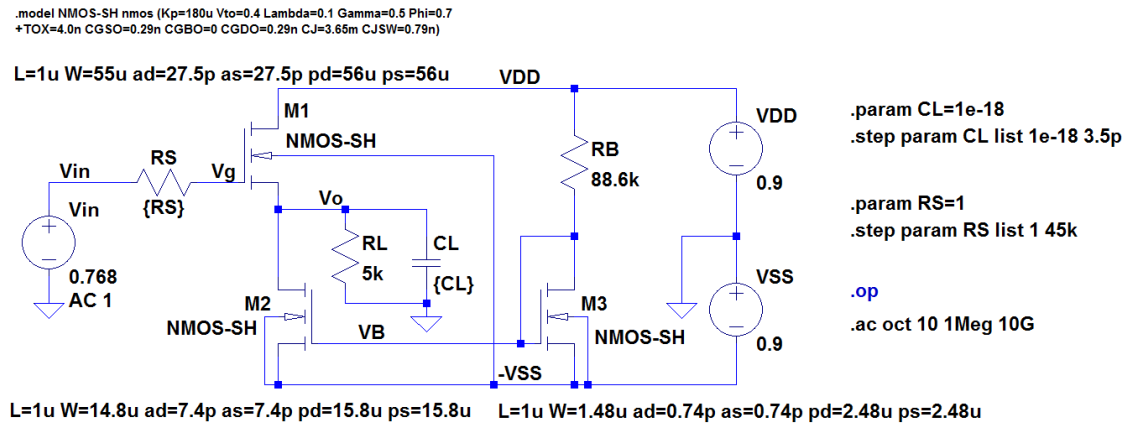 .model NMOS-SH nmos (Kp=180u Vto=0.4 Lambda=0.1 Gamma=0.5 Phi=0.7
+TOX=4.0n CGSO=0.29n CGBO=0 CGDO=0.29n CJ=3.65m CJSW=0.79n)
L=1u W=55u ad=27.5p as=27.5p pd=56u ps=56u
VDD
M1
NMOS-SH
Vin
RS
Vg
{RS}
Vin
0.768
AC 1
Vo
RL
5k
CL
{CL}
RB
88.6k
VDD
0.9
M2
NMOS-SH
VB
M3
NMOS-SH
VSS
0.9
-VSS
.param CL=1e-18
.step param CL list 1e-18 3.5p
.param RS=1
.step param RS list 1 45k
.op
.ac oct 10 1Meg 10G
L=1u W=14.8u ad=7.4p as=7.4p pd=15.8u ps=15.8u
L=1u W=1.48u ad=0.74p as=0.74p pd=2.48u ps=2.48u